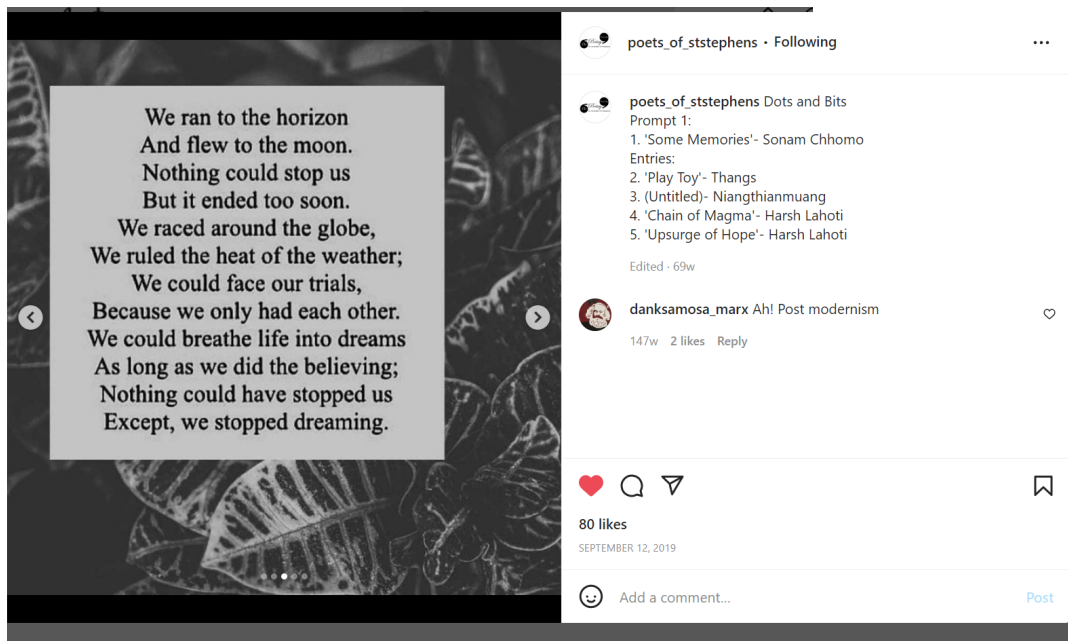 We ran to the horizon
And flew to the moon.
Nothing could stop us
But it ended too soon.
We raced around the globe,
We ruled the heat of the weather;
We could face our trials,
Because we only had each other.
We could breathe life into dreams
As long as we did the believing;
Nothing could have stopped us
Except, we stopped dreaming.
poets_of_ststephens • Following
poets_of_ststephens Dots and Bits
Prompt 1:
1. 'Some Memories'- Sonam Chhomo
Entries:
2. 'Play Toy'- Thangs
3. (Untitled)- Niangthianmuang
4. 'Chain of Magma'- Harsh Lahoti
5. 'Upsurge of Hope'- Harsh Lahoti
Edited · 69w
danksamosa_marx Ah! Post modernism
147w 2 likes Reply
80 likes
SEPTEMBER 12, 2019
Add a comment...
Post